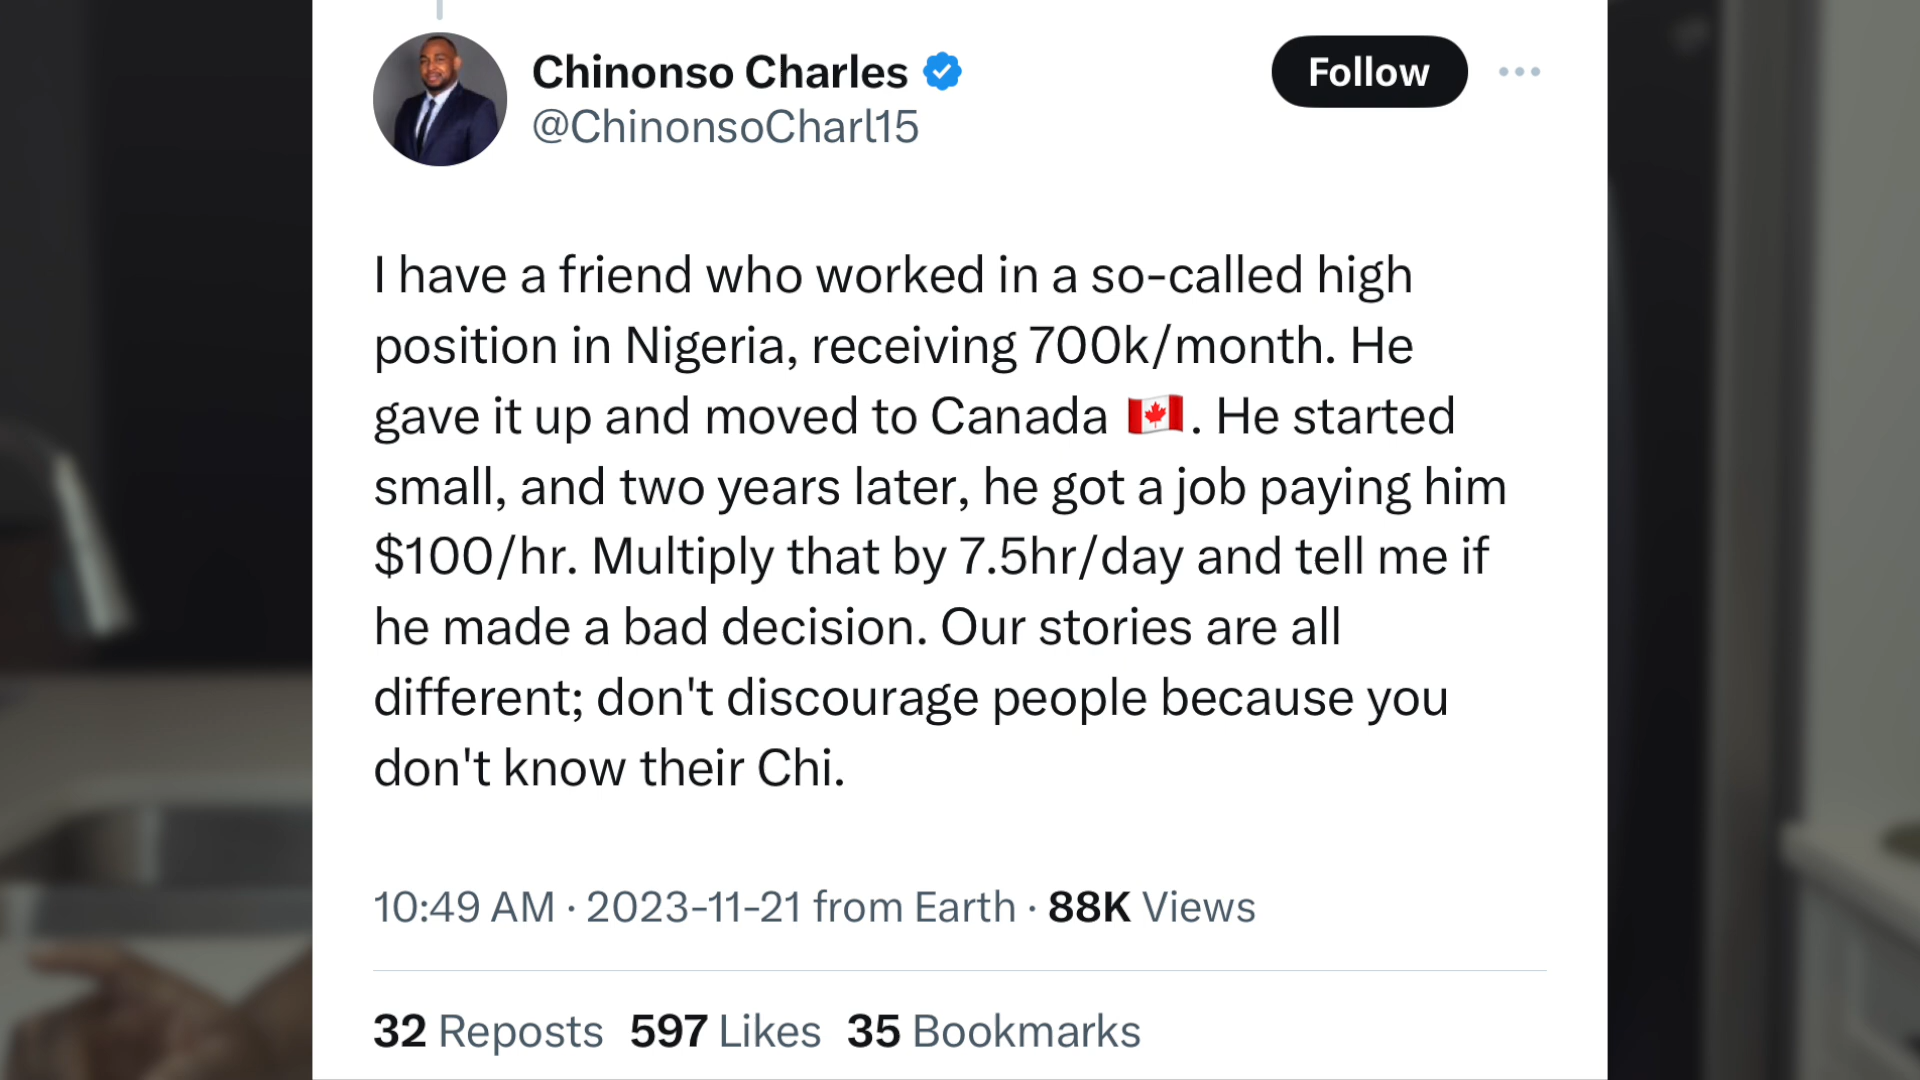 Chinonso Charles
Follow
@ChinonsoCharl15
I have a friend who worked in a so-called high
position in Nigeria, receiving 700k/month. He
gave it up and moved to Canada 🇨🇦. He started
small, and two years later, he got a job paying him
$100/hr. Multiply that by 7.5hr/day and tell me if
he made a bad decision. Our stories are all
different; don't discourage people because you
don't know their Chi.
10:49 AM · 2023-11-21 from Earth · 88K Views
32 Reposts 597 Likes 35 Bookmarks